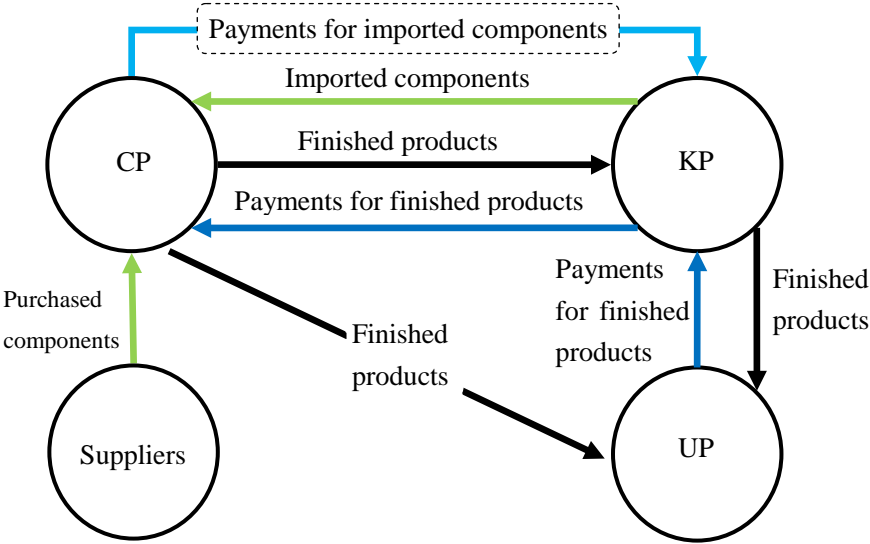 Payments for imported components
Imported components
Finished products
CP
KP
Payments for finished products
Purchased
components
Finished
products
Payments
for finished
products
Finished
products
Suppliers
UP